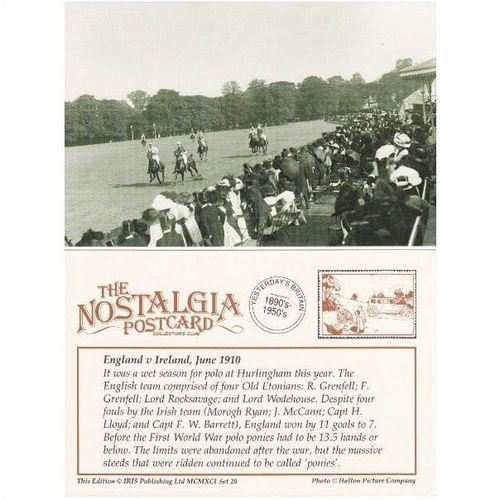 THE
NOSTALGIA
POSTCARD
COLLECTOR'S CLUB
YESTERDAY'S BRITAIN
1890's-
1950's
England v Ireland, June 1910
It was a wet season for polo at Hurlingham this year. The
English team comprised of four Old Etonians: R. Grenfell; F.
Grenfell; Lord Rocksavage; and Lord Wodehouse. Despite four
fouls by the Irish team (Morogh Ryan; J. McCann; Capt H.
Lloyd; and Capt F. W. Barrett), England won by 11 goals to 7.
Before the First World War polo ponies had to be 13.5 hands or
below. The limits were abandoned after the war, but the massive
steeds that were ridden continued to be called 'ponies'.
This Edition © IRIS Publishing Ltd MCMXCI Set 20
Photo © Hulton Picture Company